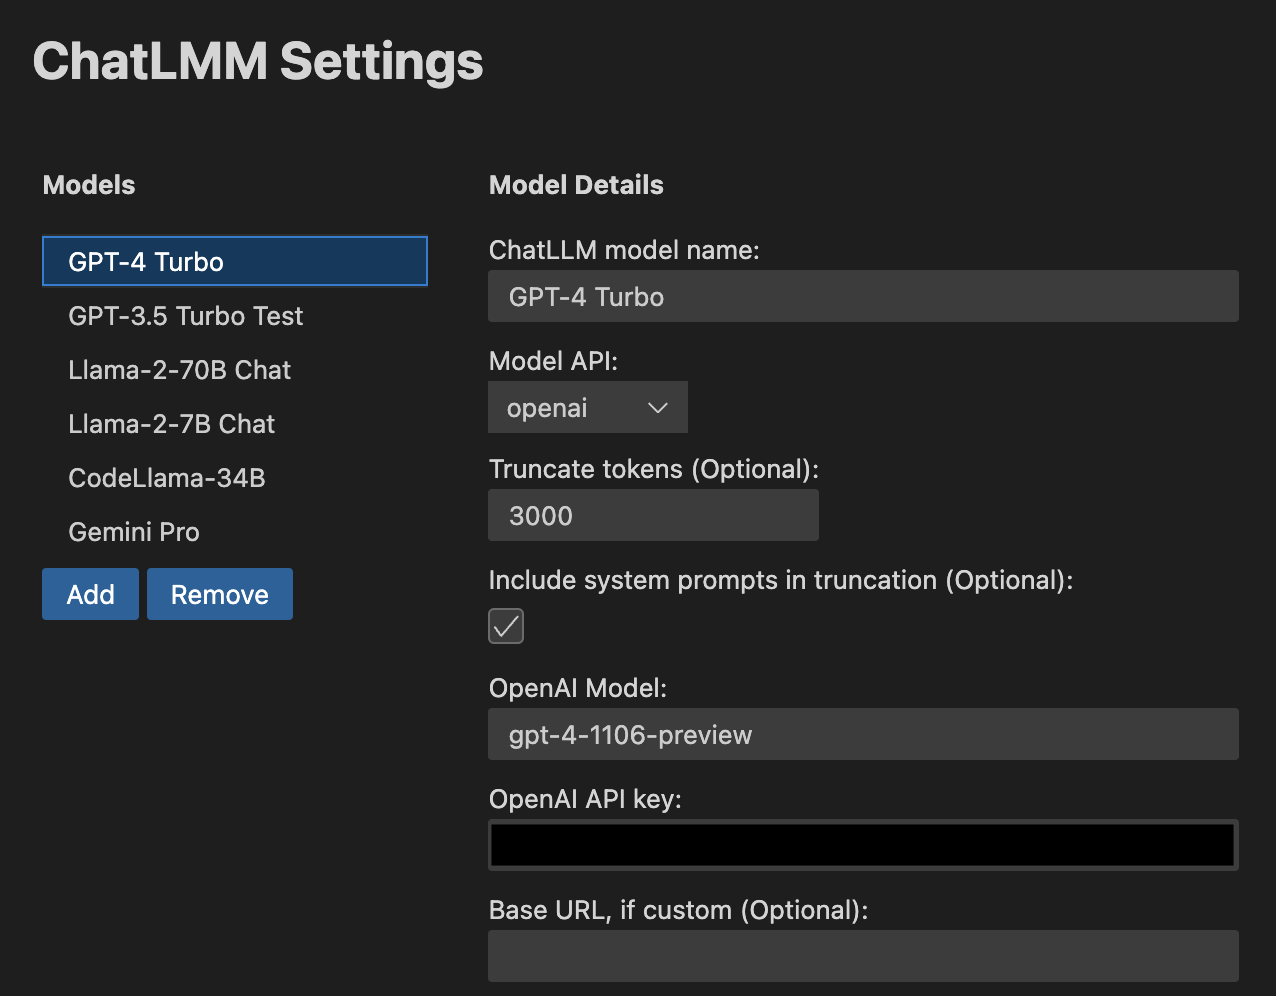 ChatLMM Settings
Models
GPT-4 Turbo
GPT-3.5 Turbo Test
Llama-2-70B Chat
Llama-2-7B Chat
CodeLlama-34B
Gemini Pro
Add Remove
Model Details
ChatLLM model name:
GPT-4 Turbo
Model API:
openai
Truncate tokens (Optional):
3000
Include system prompts in truncation (Optional):
OpenAI Model:
gpt-4-1106-preview
OpenAI API key:
Base URL, if custom (Optional):